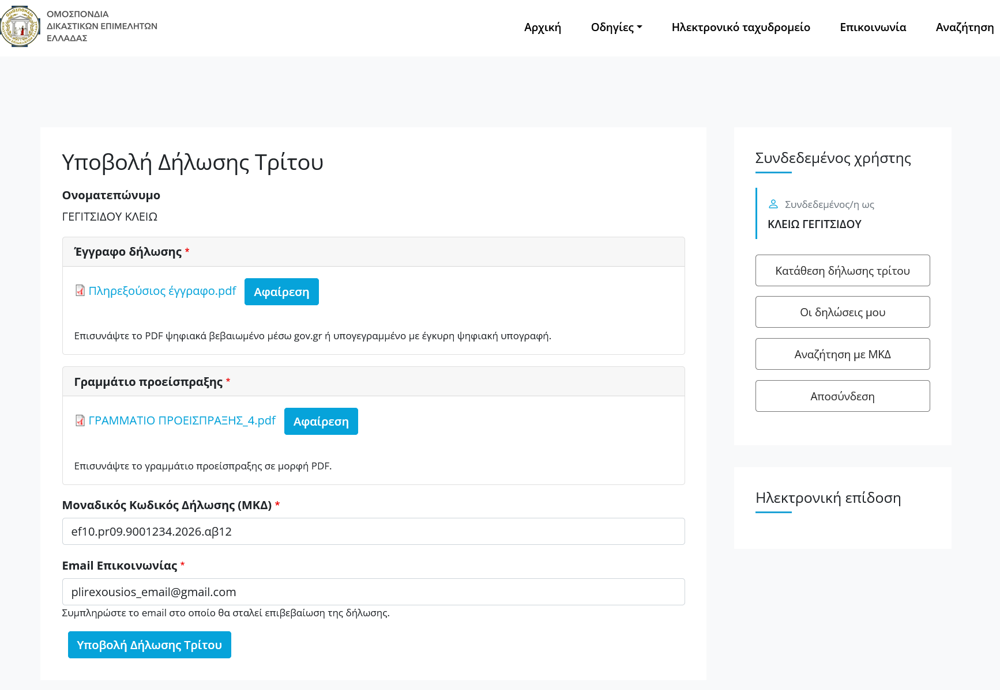 ΟΜΟΣΠΟΝΔΙΑ
ΔΙΚΑΣΤΙΚΩΝ ΕΠΙΜΕΛΗΤΩΝ
ΕΛΛΑΔΑΣ
Αρχική
Οδηγίες
Ηλεκτρονικό ταχυδρομείο
Επικοινωνία
Αναζήτηση
Υποβολή Δήλωσης Τρίτου
Ονοματεπώνυμο
ΓΕΓΙΤΣΙΔΟΥ ΚΛΕΙΩ
Έγγραφο δήλωσης *
Πληρεξούσιος έγγραφο.pdf
Αφαίρεση
Επισυνάψτε το PDF ψηφιακά βεβαιωμένο μέσω gov.gr ή υπογεγραμμένο με έγκυρη ψηφιακή υπογραφή.
Γραμμάτιο προείσπραξης *
ΓΡΑΜΜΑΤΙΟ ΠΡΟΕΙΣΠΡΑΞΗΣ_4.pdf
Αφαίρεση
Επισυνάψτε το γραμμάτιο προείσπραξης σε μορφή PDF.
Μοναδικός Κωδικός Δήλωσης (ΜΚΔ) *
ef10.pr09.9001234.2026.αβ12
Email Επικοινωνίας *
plirexousios_email@gmail.com
Συμπληρώστε το email στο οποίο θα σταλεί επιβεβαίωση της δήλωσης.
Υποβολή Δήλωσης Τρίτου
Συνδεδεμένος χρήστης
Συνδεδεμένος/η ως
ΚΛΕΙΩ ΓΕΓΙΤΣΙΔΟΥ
Κατάθεση δήλωσης τρίτου
Οι δηλώσεις μου
Αναζήτηση με ΜΚΔ
Αποσύνδεση
Ηλεκτρονική επίδοση